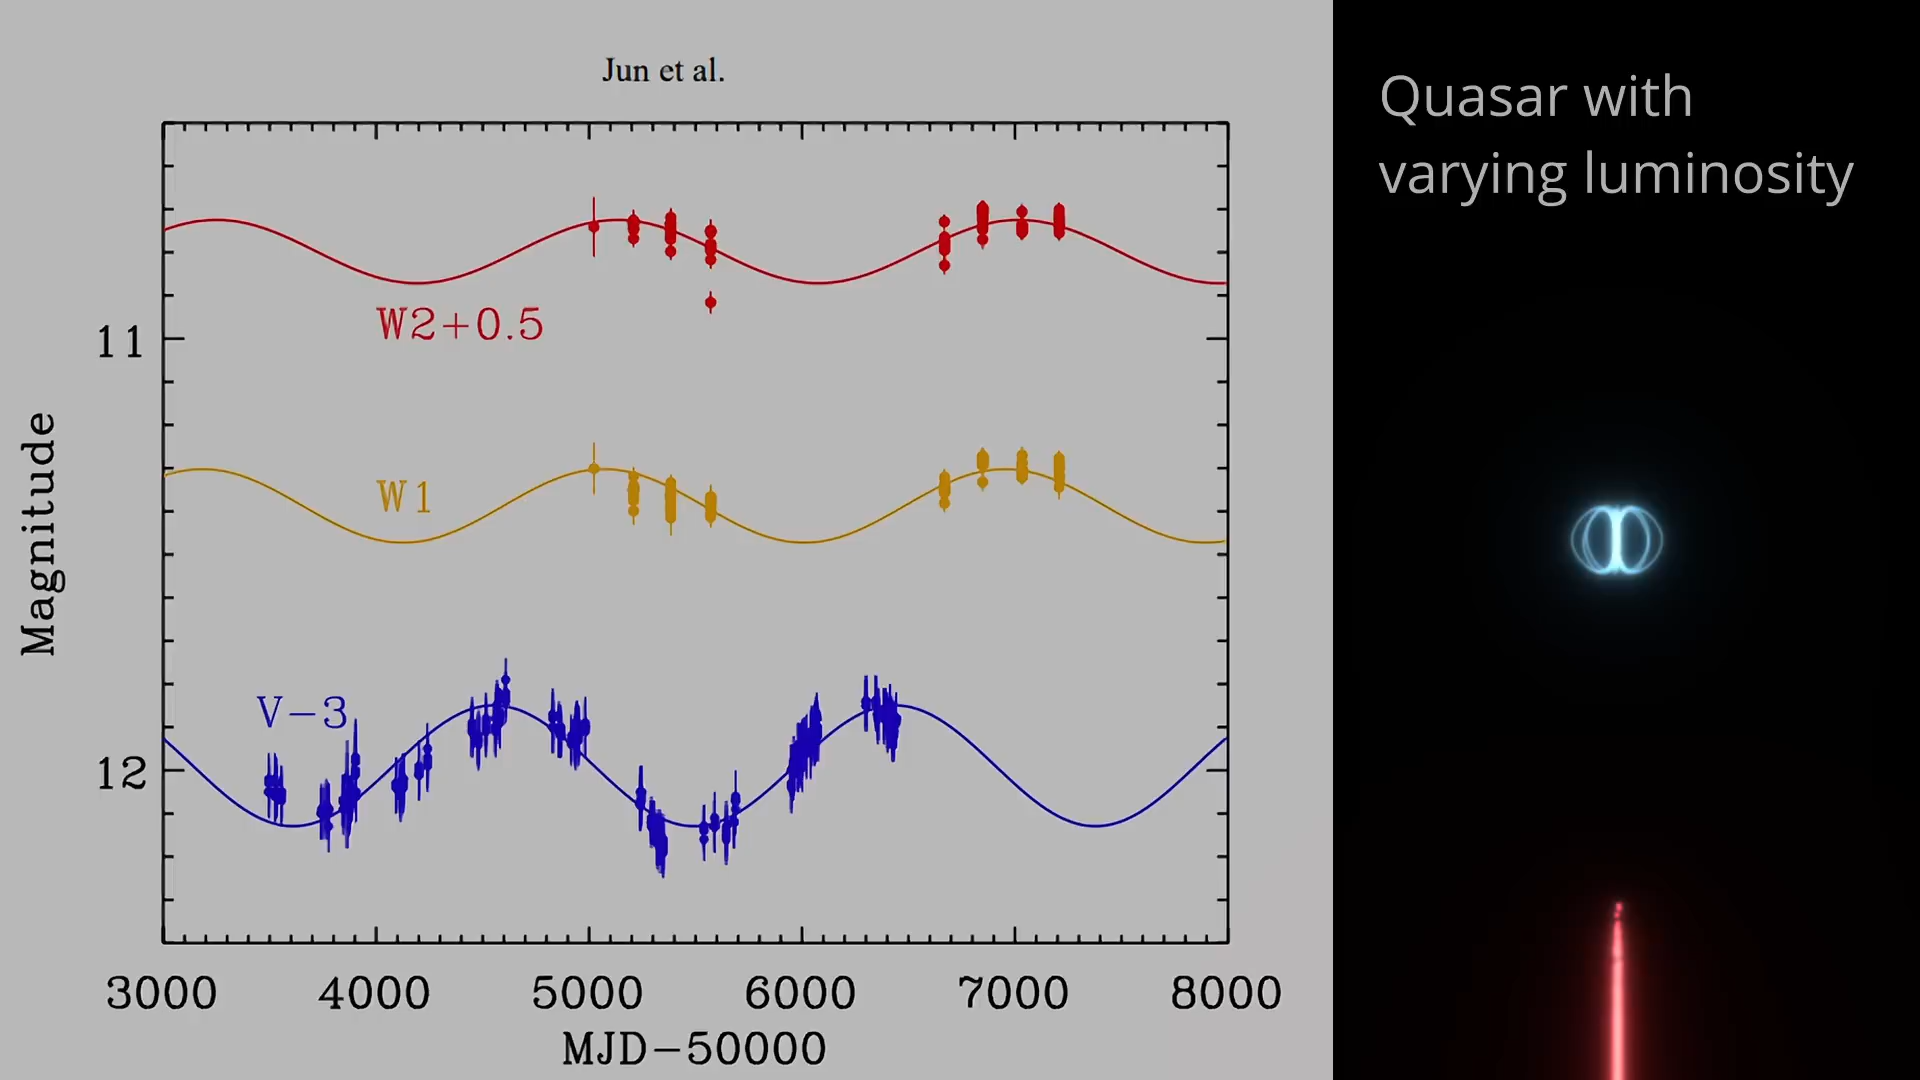 Jun et al.
Quasar with
varying luminosity
W2+0.5
11
W1
Magnitude
V-3
12
3000 4000 5000 6000 7000 8000
MJD-50000